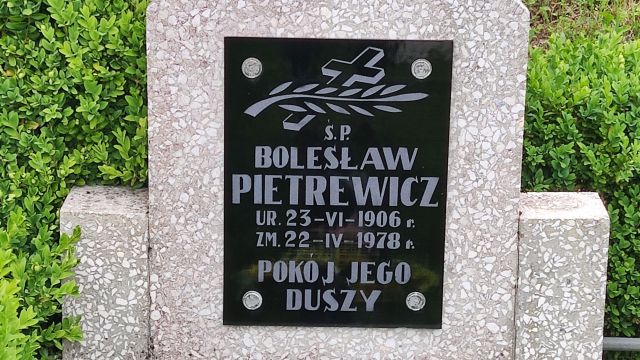 Ś.P.
BOLESŁAW
PIETREWICZ
UR. 23-VI-1906 r.
ZM. 22-IV-1978 r.
POKÓJ JEGO
DUSZY